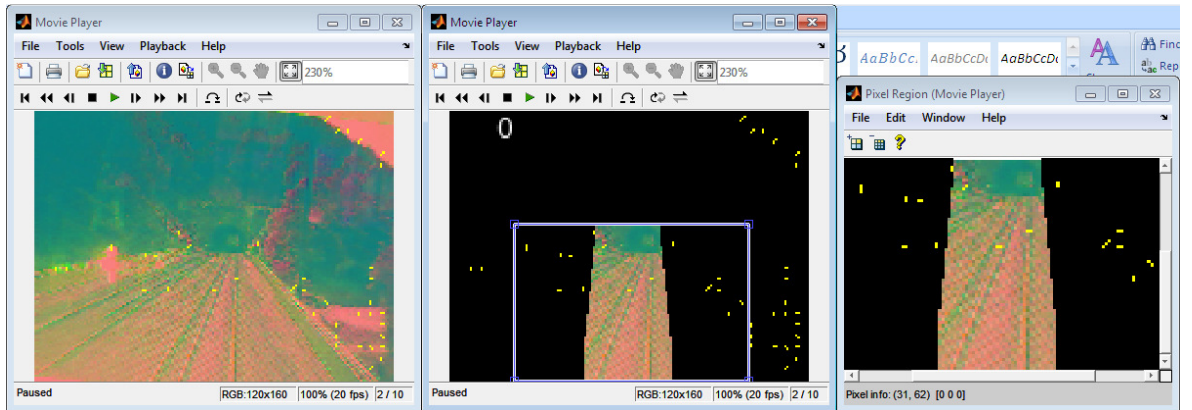 Movie Player
File Tools View Playback Help
230%
Paused
RGB:120x160 100% (20 fps) 2 / 10
Movie Player
File Tools View Playback Help
230%
0
Paused
RGB:120x160 100% (20 fps) 2 / 10
AaBbCc. AaBbCcDc AaBbCcDc
Find
Rep
Pixel Region (Movie Player)
File Edit Window Help
Pixel info: (31, 62) [0 0 0]